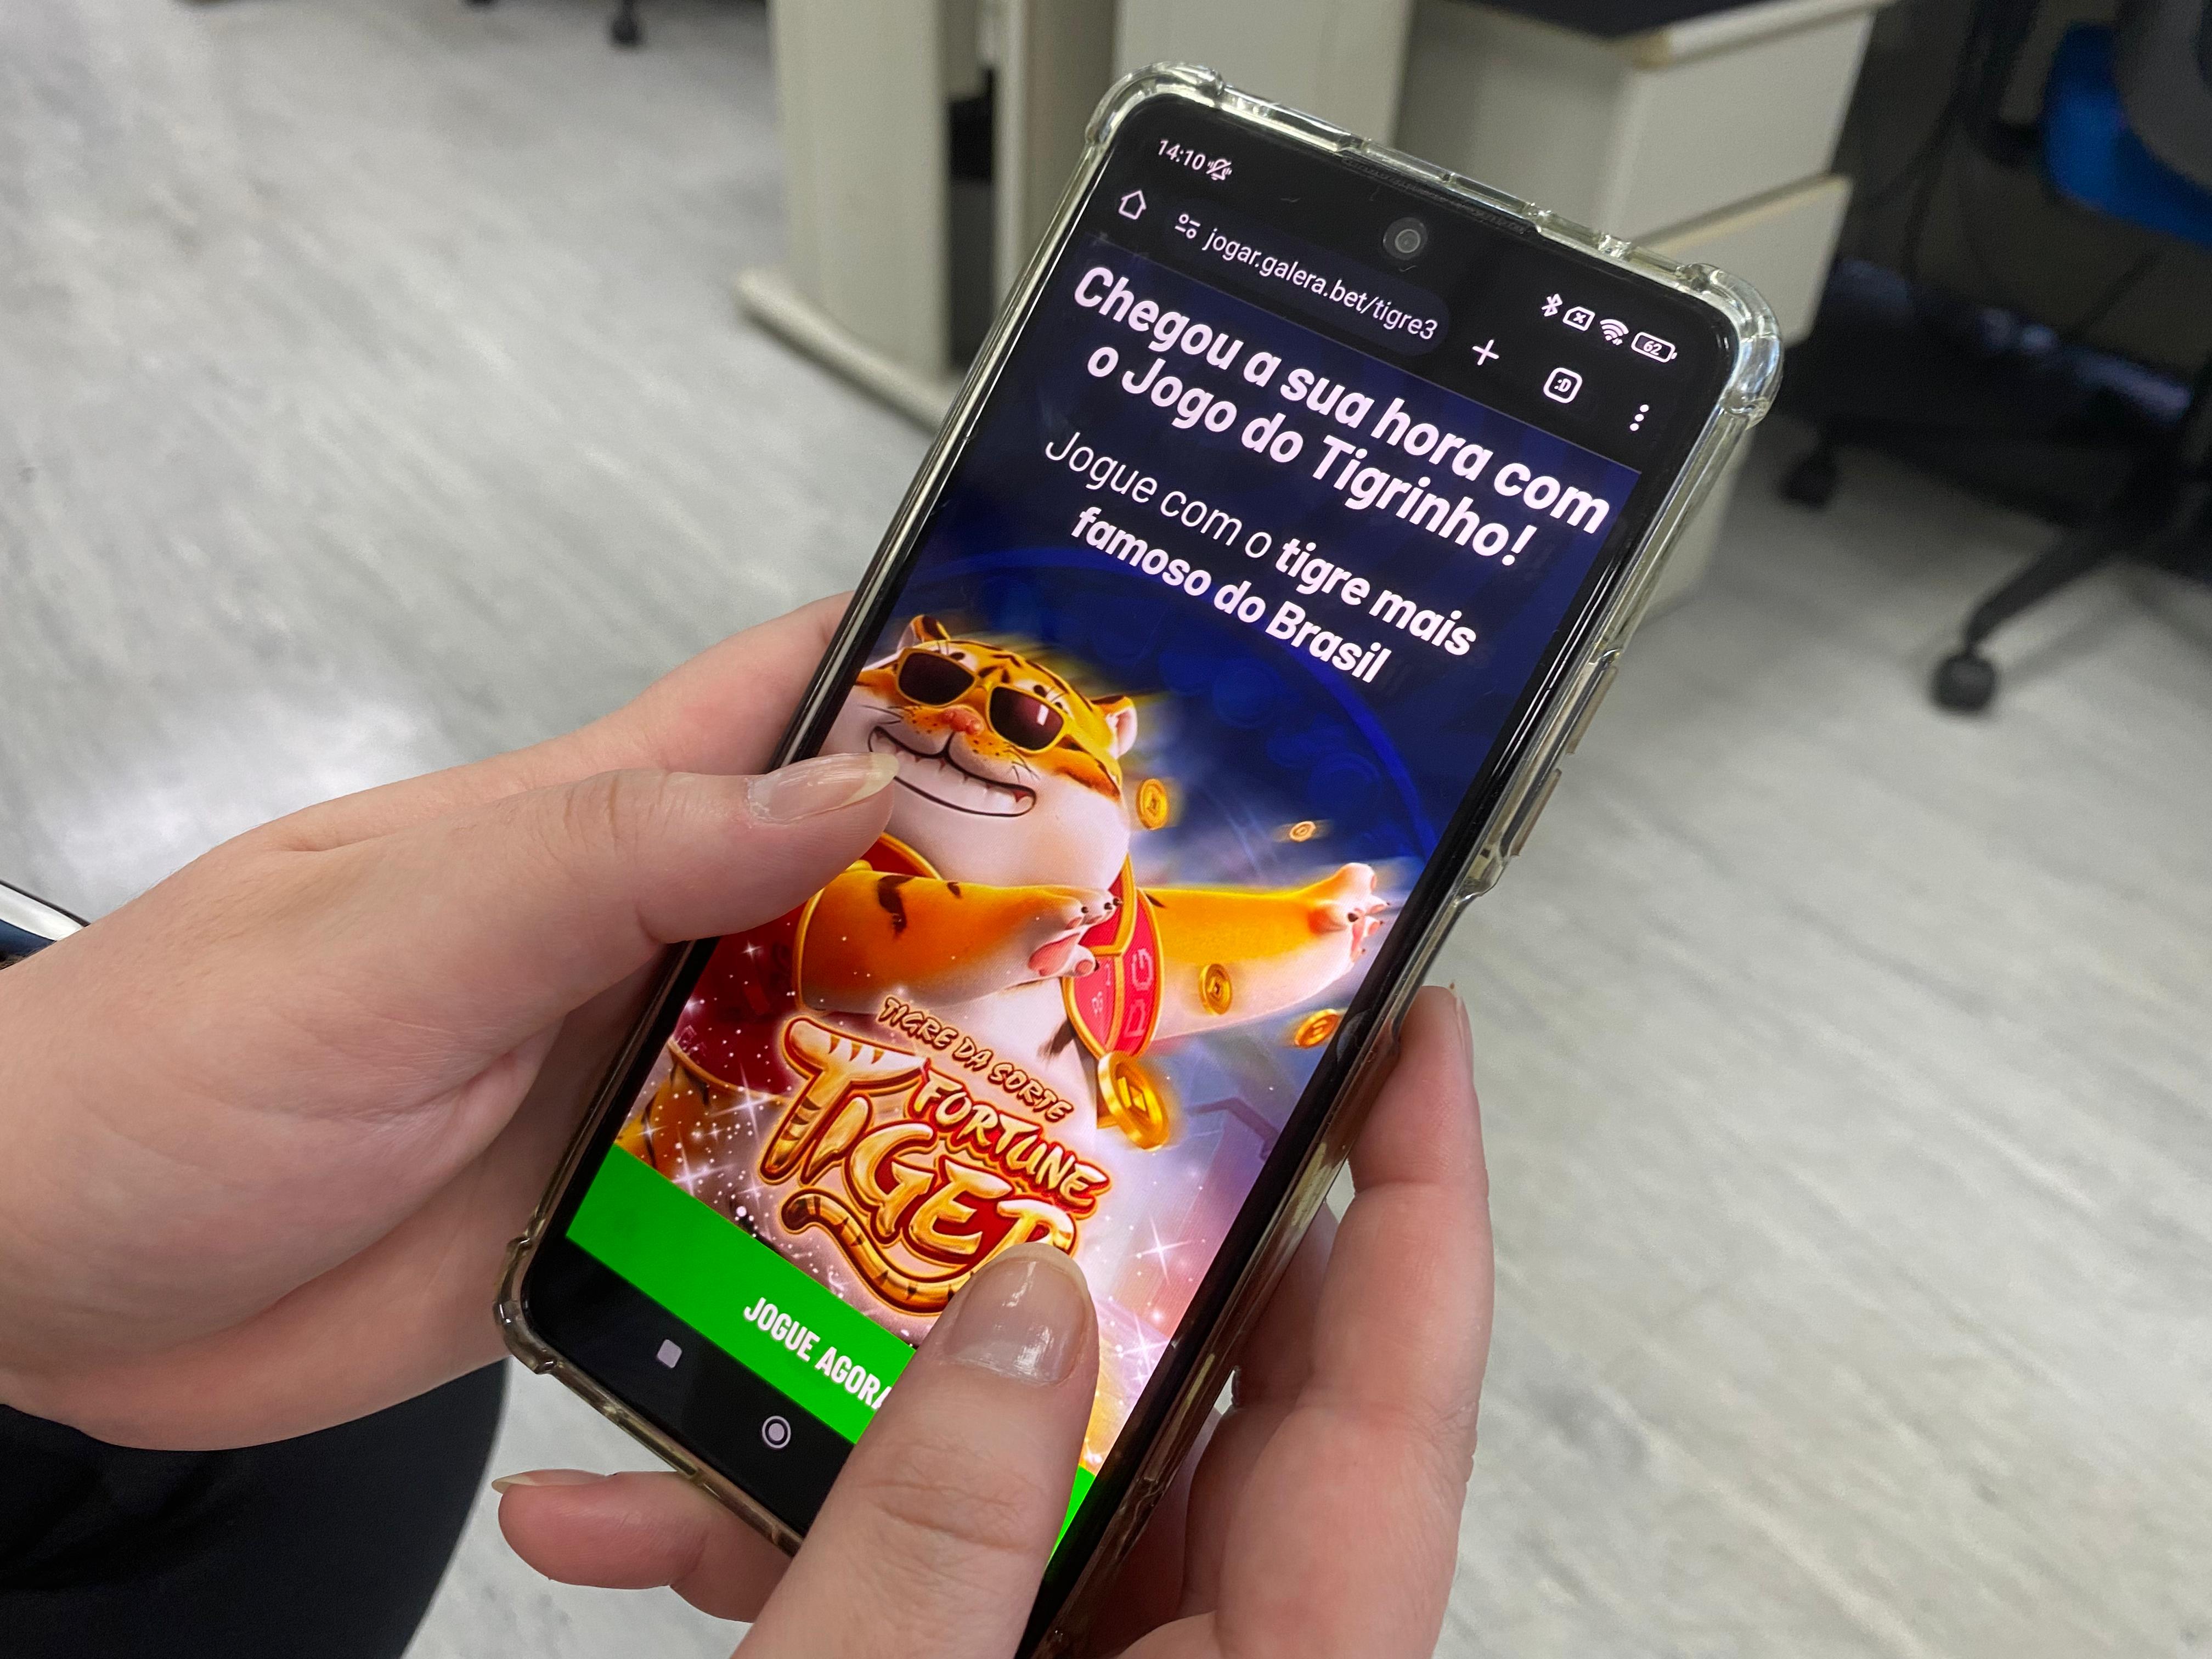 14:10
62
jogar.galera.bet/tigre3
:D
Chegou a sua hora com
o Jogo do Tigrinho!
Jogue com o tigre mais
famoso do Brasil
PG
TIGRE DA SORTE
FORTUNE
TIGER
JOGUE AGORA